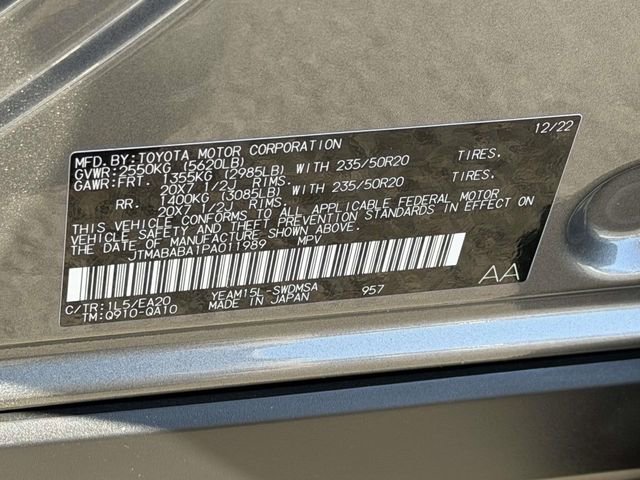 12/22
MFD. BY:TOYOTA MOTOR CORPORATION
GVWR:2550KG (5620LB)
GAWR:FRT. 1355KG (2985LB) WITH 235/50R20 TIRES.
20X7 1/2J RIMS.
RR. 1400KG (3085LB) WITH 235/50R20 TIRES.
20X7 1/2J RIMS.
THIS VEHICLE CONFORMS TO ALL APPLICABLE FEDERAL MOTOR
VEHICLE SAFETY AND THEFT PREVENTION STANDARDS IN EFFECT ON
THE DATE OF MANUFACTURE SHOWN ABOVE.
JTMABABA1PA011989 MPV
C/TR:1L5/EA20 YEAM15L-SWDMSA 957 AA
TM:Q910-QA10 MADE IN JAPAN